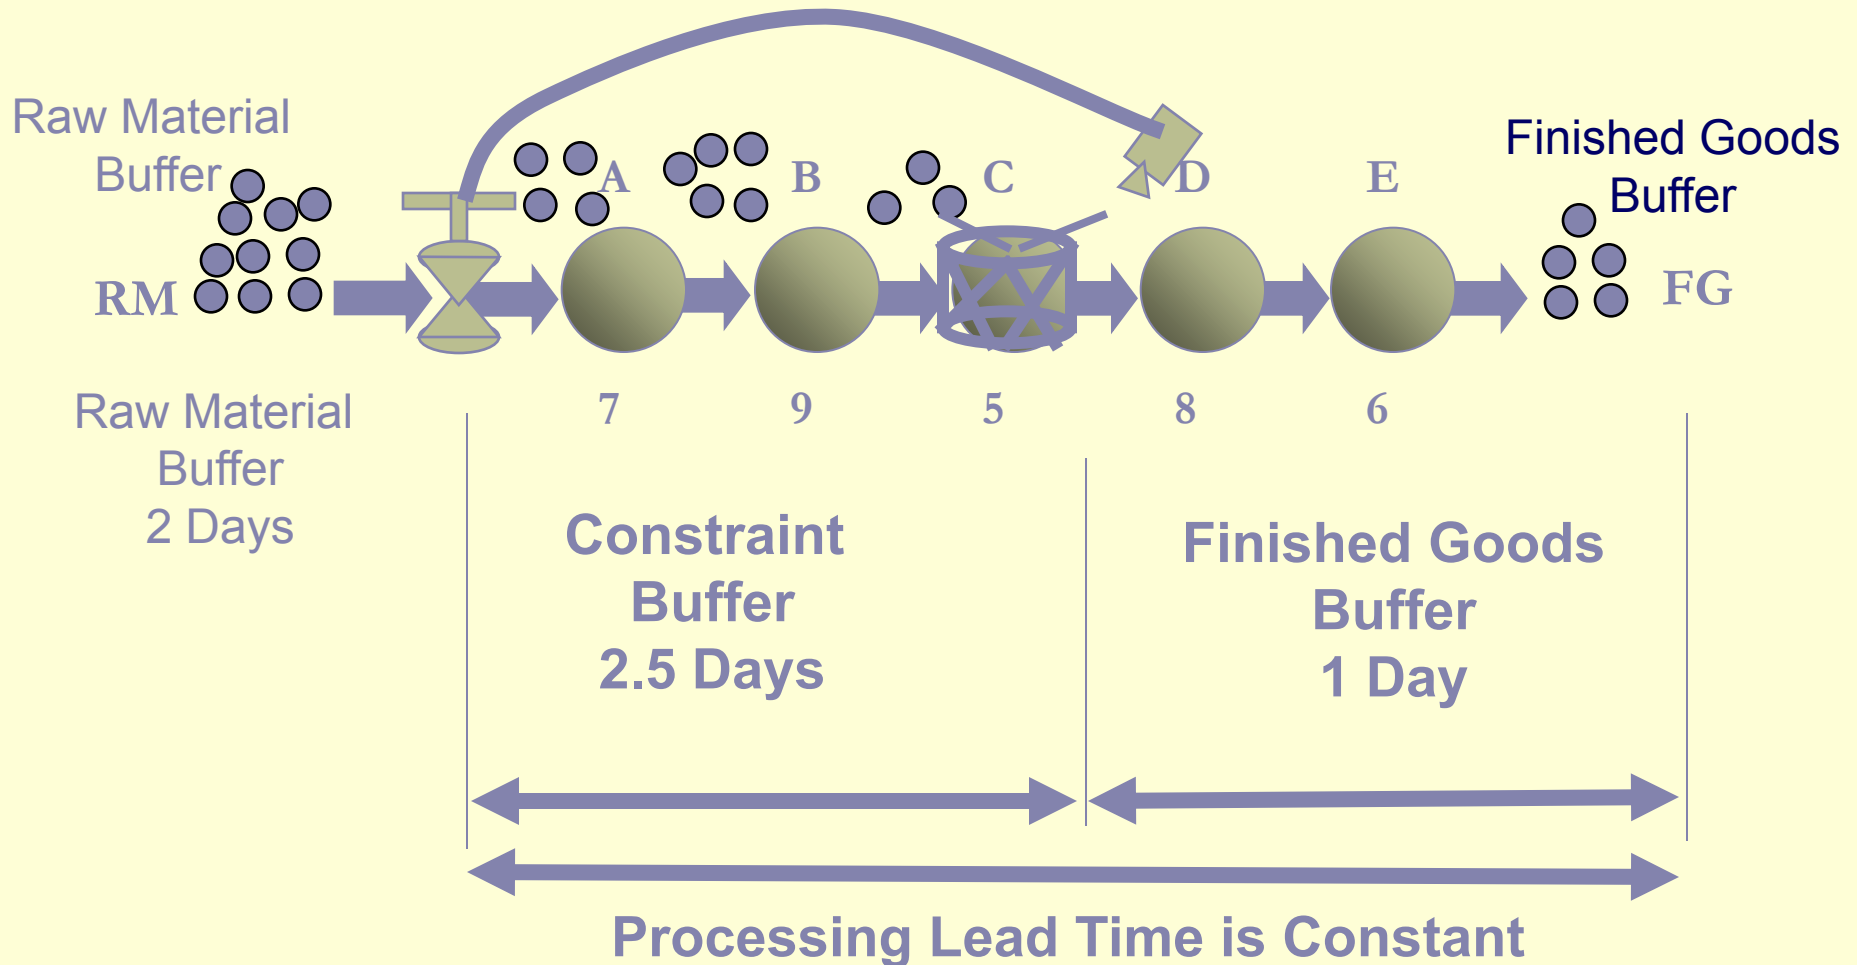 Raw Material
Buffer
Finished Goods
Buffer
A B C D E
RM
FG
7 9 5 8 6
Raw Material
Buffer
2 Days
Constraint
Buffer
2.5 Days
Finished Goods
Buffer
1 Day
Processing Lead Time is Constant